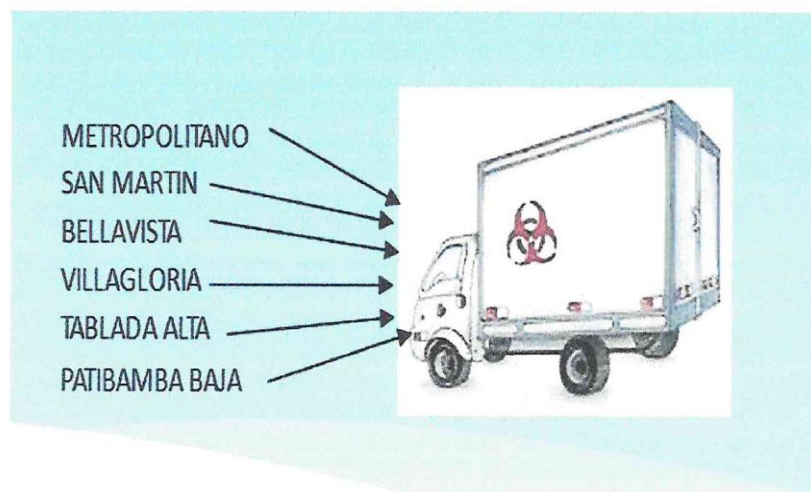 METROPOLITANO
SAN MARTIN
BELLAVISTA
VILLAGLORIA
TABLADA ALTA
PATIBAMBA BAJA